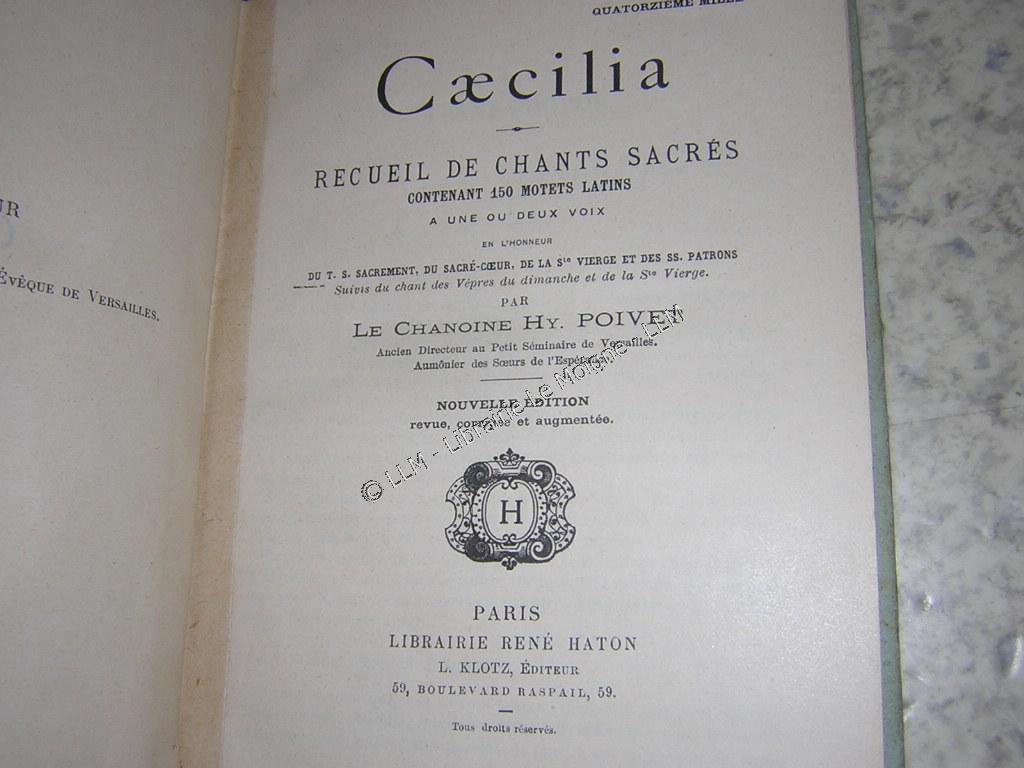 UR
ÉVÊQUE DE VERSAILLES.
QUATORZIÈME MILLE
Cæcilia
RECUEIL DE CHANTS SACRÉS
CONTENANT 150 MOTETS LATINS
A UNE OU DEUX VOIX
EN L'HONNEUR
DU T. S. SACREMENT, DU SACRÉ-CŒUR, DE LA Ste VIERGE ET DES SS. PATRONS
Suivis du chant des Vêpres du dimanche et de la Ste Vierge.
PAR
LE CHANOINE HY. POIVET
Ancien Directeur au Petit Séminaire de Versailles.
Aumônier des Sœurs de l'Espérance.
NOUVELLE ÉDITION
revue, corrigée et augmentée.
© LLM - Librairie Le Moigne - LLM
H
PARIS
LIBRAIRIE RENÉ HATON
L. KLOTZ, ÉDITEUR
59, BOULEVARD RASPAIL, 59.
Tous droits réservés.